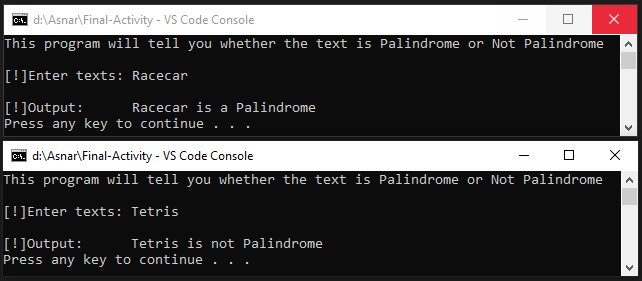 d:\Asnar\Final-Activity - VS Code Console
This program will tell you whether the text is Palindrome or Not Palindrome
[!]Enter texts: Racecar
[!]Output:      Racecar is a Palindrome
Press any key to continue . . .
d:\Asnar\Final-Activity - VS Code Console
This program will tell you whether the text is Palindrome or Not Palindrome
[!]Enter texts: Tetris
[!]Output:      Tetris is not Palindrome
Press any key to continue . . .